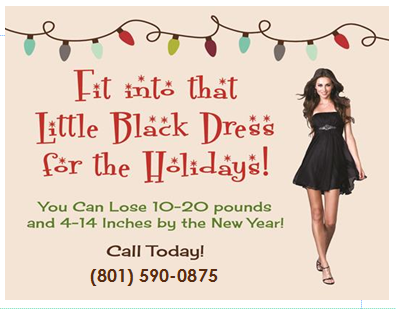 Fit into that
Little Black Dress
for the Holidays!
You Can Lose 10-20 pounds
and 4-14 Inches by the New Year!
Call Today!
(801) 590-0875